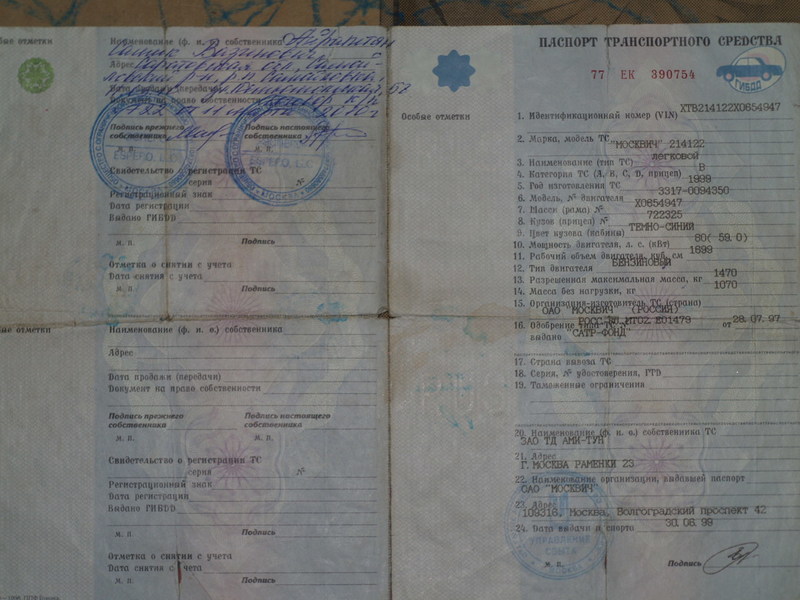 Особые отметки
Наименование (ф. и. о.) собственника
Адрес
Дата продажи (передачи)
Документ на право собственности
Подпись прежнего собственника
Подпись настоящего собственника
м. п.
Свидетельство о регистрации ТС
серия №
Регистрационный знак
Дата регистрации
Выдано ГИБДД
м. п. Подпись
Отметка о снятии с учета
Дата снятия с учета
м. п. Подпись
Наименование (ф. и. о.) собственника
Адрес
Дата продажи (передачи)
Документ на право собственности
Подпись прежнего собственника
Подпись настоящего собственника
м. п. м. п.
Свидетельство о регистрации ТС
серия №
Регистрационный знак
Дата регистрации
Выдано ГИБДД
м. п. Подпись
Отметка о снятии с учета
Дата снятия с учета
м. п. Подпись
ПАСПОРТ ТРАНСПОРТНОГО СРЕДСТВА
77 ЕК 390754
ГИБДД
Особые отметки
1. Идентификационный номер (VIN) XTB214122X0654947
2. Марка, модель ТС "МОСКВИЧ" 214122
3. Наименование (тип ТС) легковой
4. Категория ТС (A, B, C, D, прицеп) B
5. Год изготовления ТС 1999
6. Модель, № двигателя 3317-0094350
7. Шасси (рама) № X0654947
8. Кузов (прицеп) № 722325
9. Цвет кузова (кабины) ТЕМНО-СИНИЙ
10. Мощность двигателя, л. с. (кВт) 80( 59.0)
11. Рабочий объем двигателя, куб. см 1699
12. Тип двигателя БЕНЗИНОВЫЙ
13. Разрешенная максимальная масса, кг 1470
14. Масса без нагрузки, кг 1070
15. Организация-изготовитель ТС (страна)
ОАО "МОСКВИЧ" (РОССИЯ)
16. Одобрение типа ТС № E01479 от 28.07.97
выдано "САТР-ФОНД"
17. Страна вывоза ТС
18. Серия, № удостоверения, ГТД
19. Таможенные ограничения
20. Наименование (ф. и. о.) собственника ТС
ЗАО ТД АМИ-ТУН
21. Адрес
Г. МОСКВА РАМЕНКИ 23
22. Наименование организации, выдавшей паспорт
ОАО "МОСКВИЧ"
23. Адрес
109316, Москва, Волгоградский проспект 42
24. Дата выдачи паспорта 30.06.99
м. п. Подпись
УПРАВЛЕНИЕ
СБЫТА